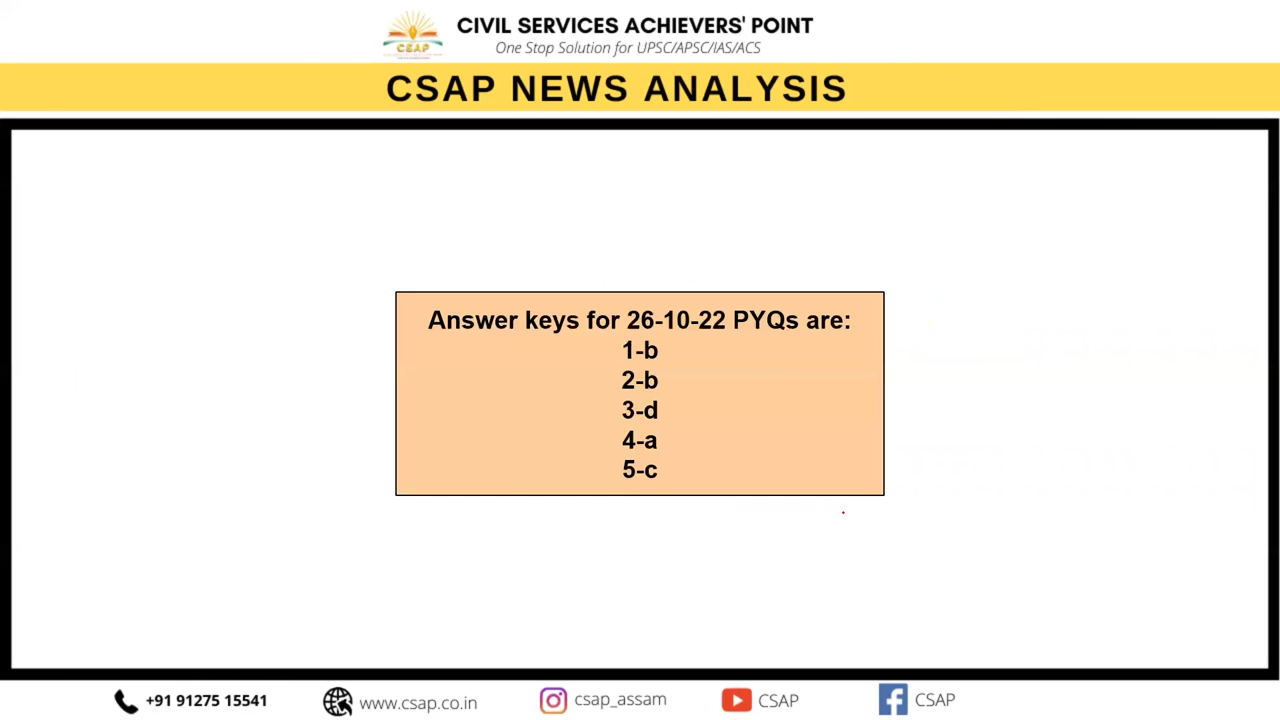 CIVIL SERVICES ACHIEVERS' POINT
CSAP
One Stop Solution for UPSC/APSC/IAS/ACS
CSAP NEWS ANALYSIS
Answer keys for 26-10-22 PYQs are:
1-b
2-b
3-d
4-a
5-c
+91 91275 15541 www.csap.co.in csap_assam CSAP CSAP